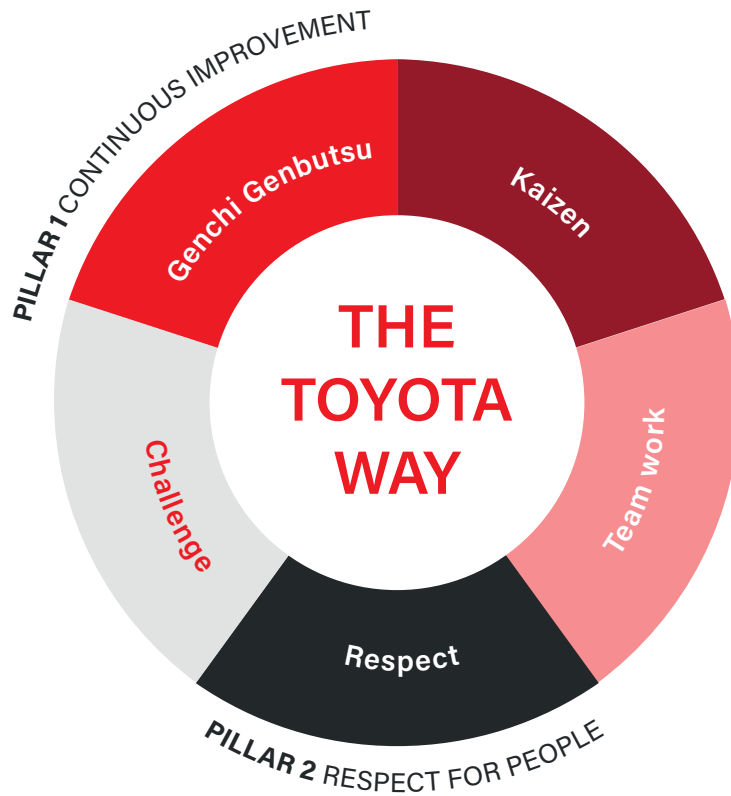 PILLAR 1 CONTINUOUS IMPROVEMENT
Genchi Genbutsu
Kaizen
THE
TOYOTA
WAY
Challenge
Team work
Respect
PILLAR 2 RESPECT FOR PEOPLE